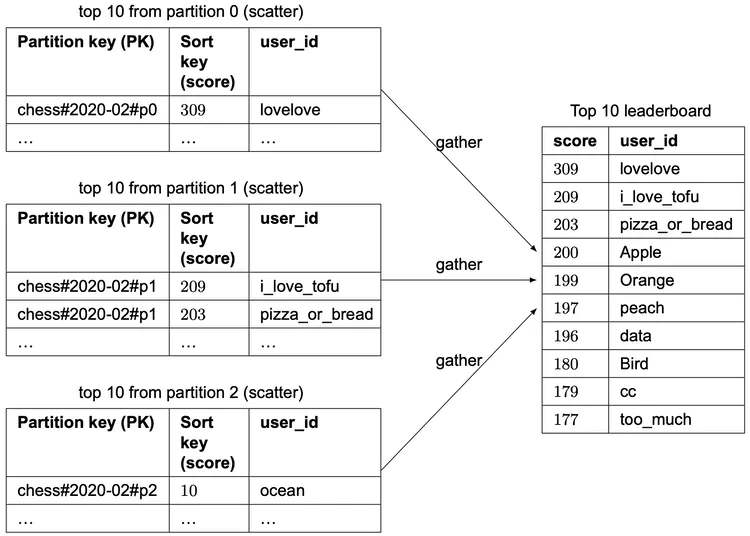 top 10 from partition 0 (scatter)
Partition key (PK) Sort key (score) user_id
chess#2020-02#p0 309 lovelove
… … …
gather
top 10 from partition 1 (scatter)
Partition key (PK) Sort key (score) user_id
chess#2020-02#p1 209 i_love_tofu
chess#2020-02#p1 203 pizza_or_bread
… … …
gather
top 10 from partition 2 (scatter)
Partition key (PK) Sort key (score) user_id
chess#2020-02#p2 10 ocean
… … …
gather
Top 10 leaderboard
score user_id
309 lovelove
209 i_love_tofu
203 pizza_or_bread
200 Apple
199 Orange
197 peach
196 data
180 Bird
179 cc
177 too_much